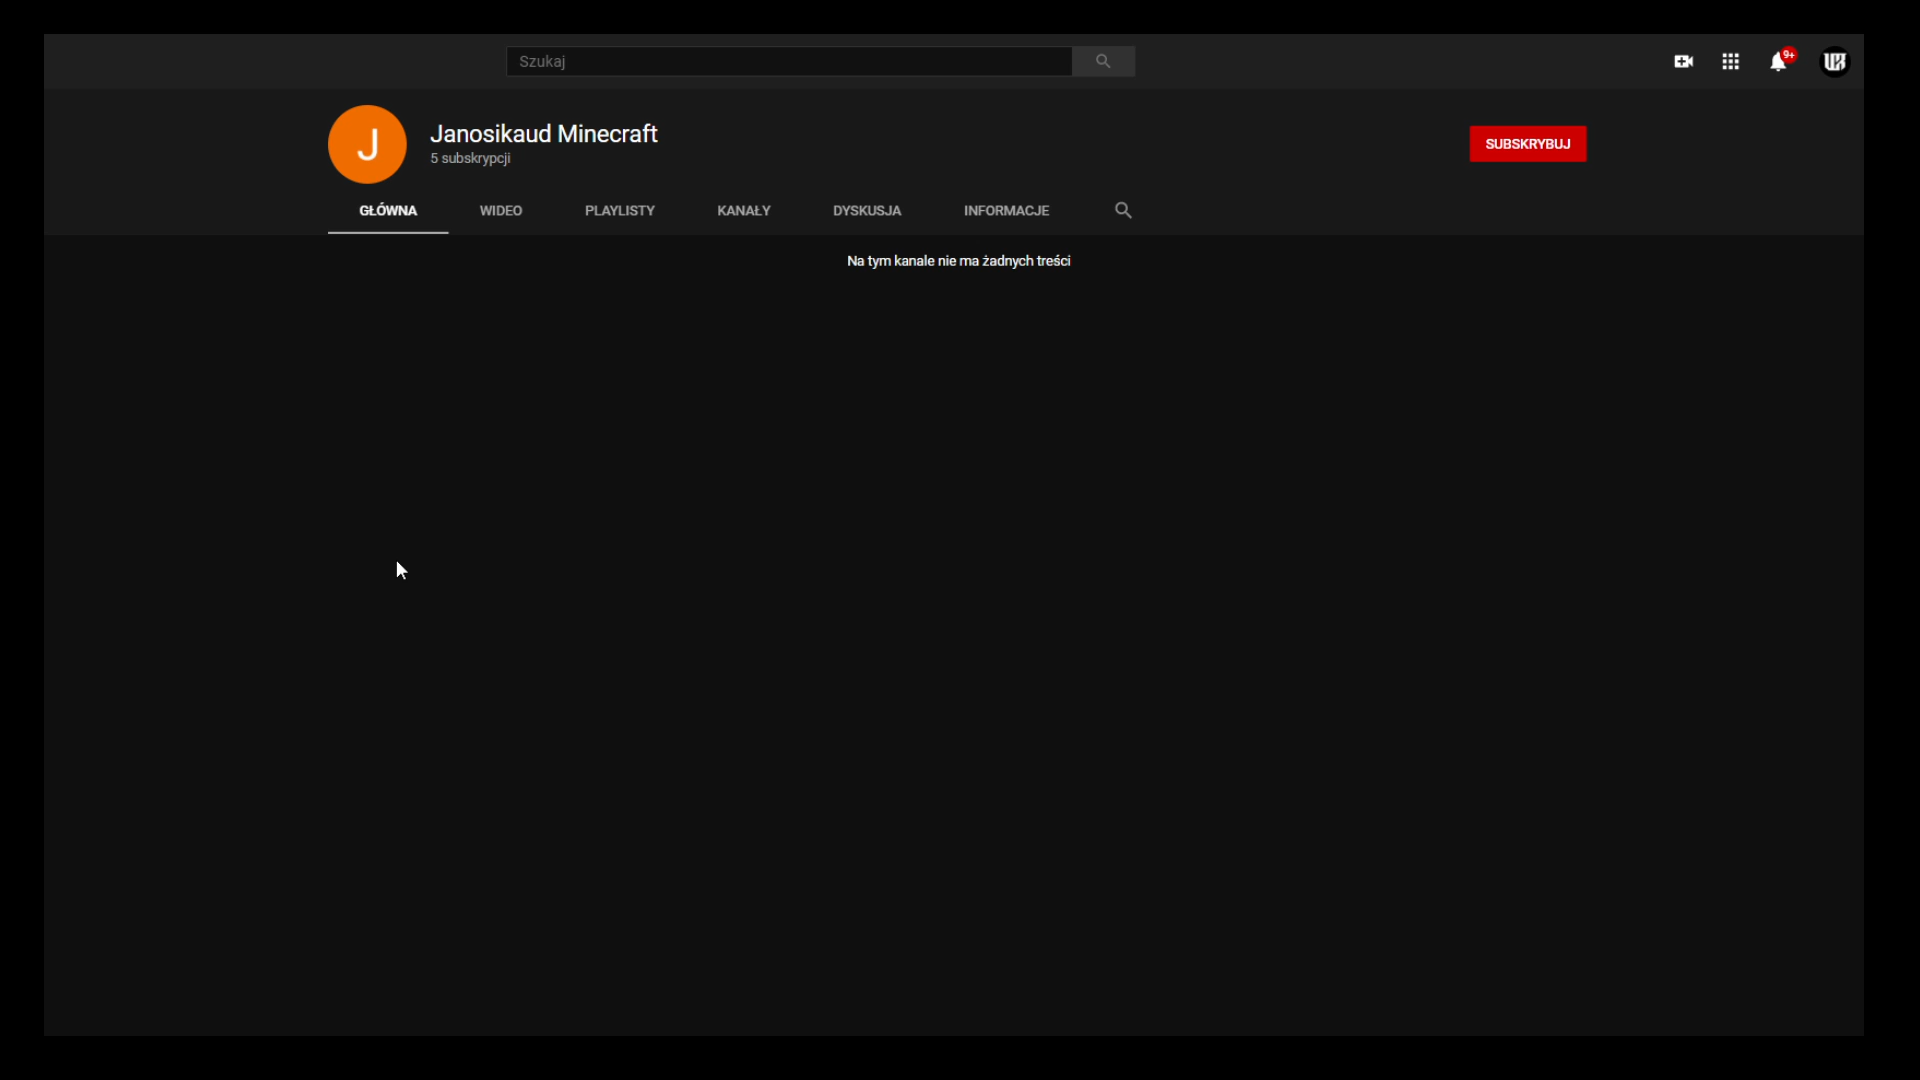 Szukaj
9+
J
Janosikaud Minecraft
5 subskrypcji
SUBSKRYBUJ
GŁÓWNA WIDEO PLAYLISTY KANAŁY DYSKUSJA INFORMACJE
Na tym kanale nie ma żadnych treści